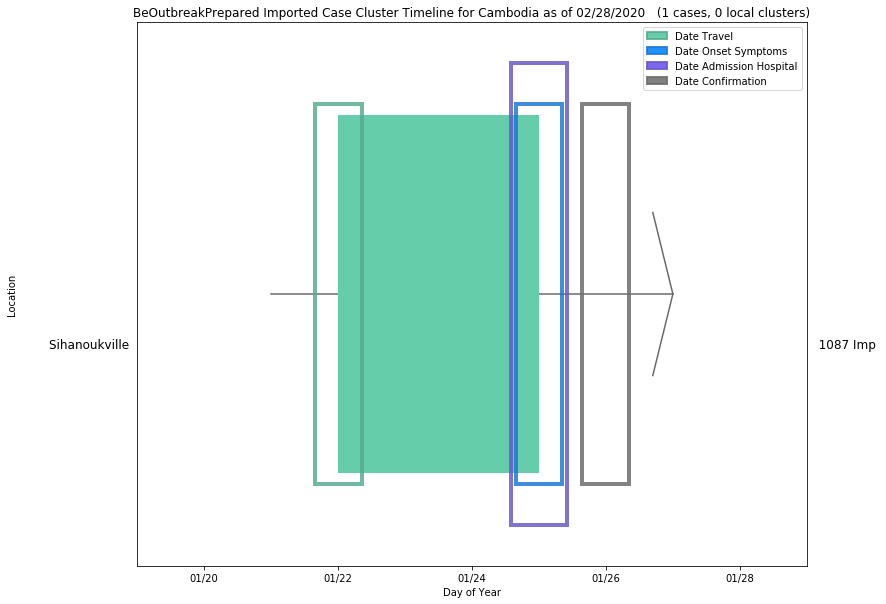 BeOutbreakPrepared Imported Case Cluster Timeline for Cambodia as of 02/28/2020   (1 cases, 0 local clusters)
Date Travel
Date Onset Symptoms
Date Admission Hospital
Date Confirmation
Location
Sihanoukville
1087 Imp
01/20 01/22 01/24 01/26 01/28
Day of Year